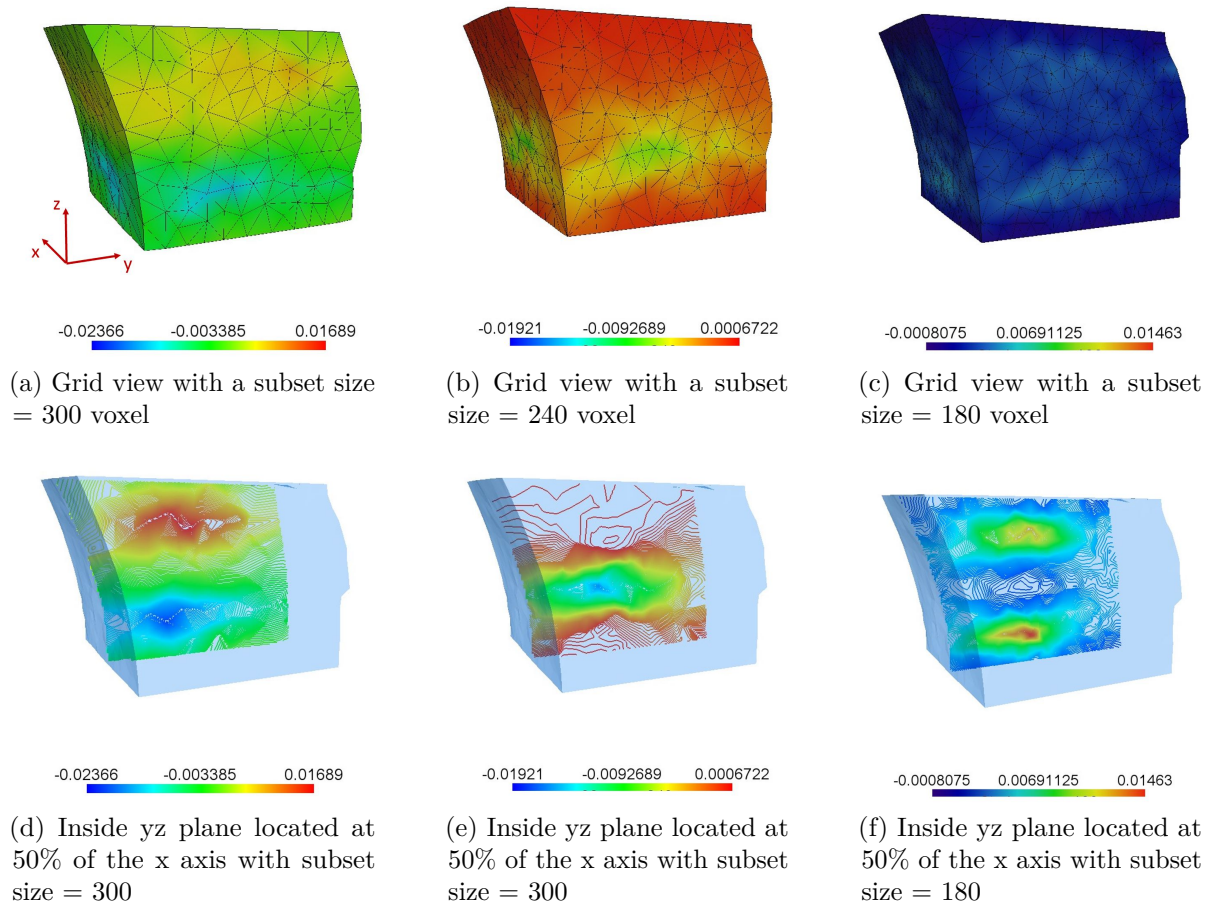 z
x
y
-0.02366 -0.003385 0.01689
-0.01921 -0.0092689 0.0006722
-0.0008075 0.00691125 0.01463
(a) Grid view with a subset size
= 300 voxel
(b) Grid view with a subset
size = 240 voxel
(c) Grid view with a subset
size = 180 voxel
-0.02366 -0.003385 0.01689
-0.01921 -0.0092689 0.0006722
-0.0008075 0.00691125 0.01463
(d) Inside yz plane located at
50% of the x axis with subset
size = 300
(e) Inside yz plane located at
50% of the x axis with subset
size = 300
(f) Inside yz plane located at
50% of the x axis with subset
size = 180